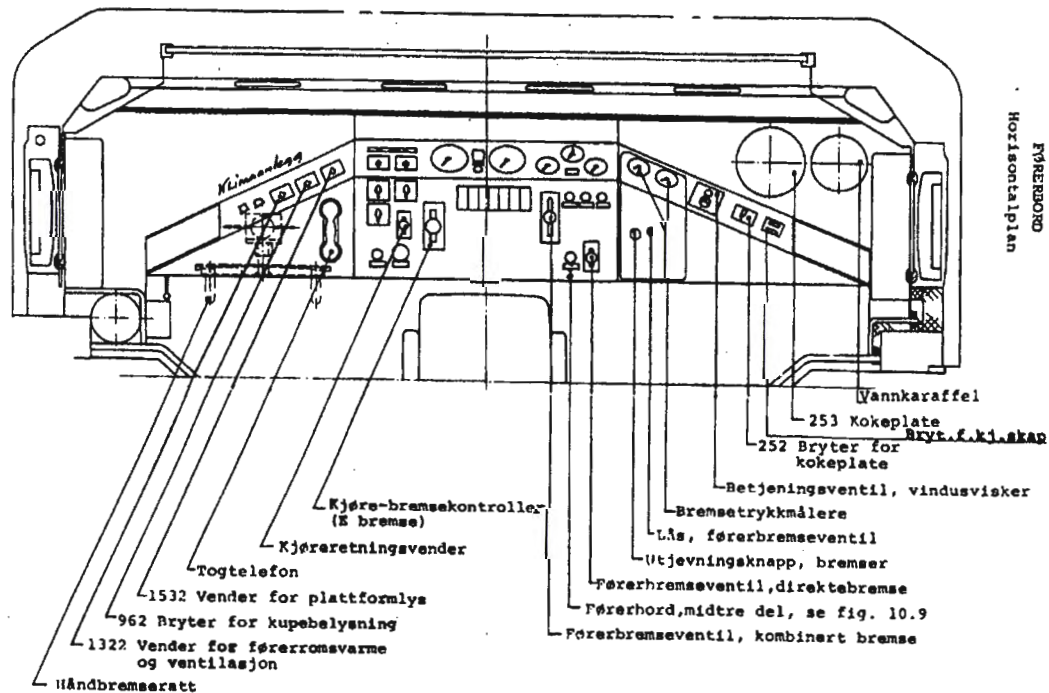 FØRERBORD
Horisontalplan
Klimaanlegg
Vannkaraffel
253 Kokeplate
Bryt.f.kj.skap
252 Bryter for
kokeplate
Betjeningsventil, vindusvisker
Bremsetrykkmålere
Lås, førerbremseventil
Utjevningsknapp, bremser
Førerbremseventil,direktebremse
Førerbord,midtre del, se fig. 10.9
Førerbremseventil, kombinert bremse
Kjøre-bremsekontroller
(E bremse)
Kjøreretningsvender
Togtelefon
1532 Vender for plattformlys
962 Bryter for kupebelysning
1322 Vender for førerromsvarme
og ventilasjon
Håndbremseratt